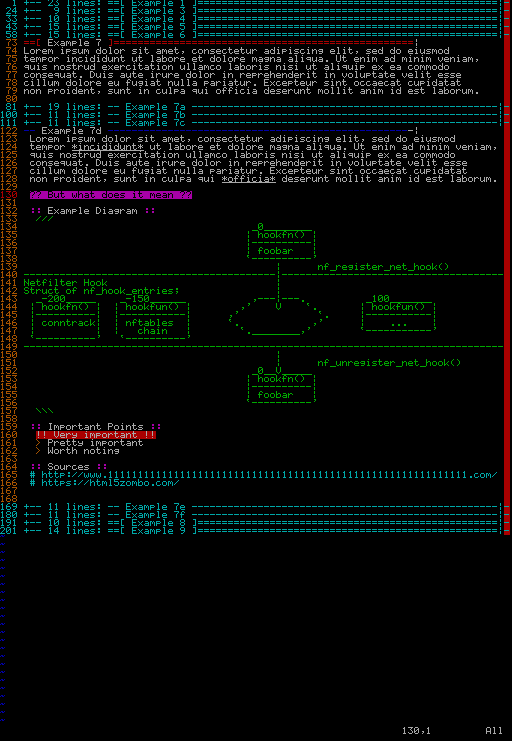 1 +-- 23 lines: ==[ Example 1 ]==================================================¦-
24 +--  9 lines: ==[ Example 3 ]==================================================¦-
33 +-- 10 lines: ==[ Example 4 ]==================================================¦-
43 +-- 15 lines: ==[ Example 5 ]==================================================¦-
58 +-- 15 lines: ==[ Example 6 ]==================================================¦-
73 ==[ Example 7 ]
74 Lorem ipsum dolor sit amet, consectetur adipiscing elit, sed do eiusmod
75 tempor incididunt ut labore et dolore magna aliqua. Ut enim ad minim veniam,
76 quis nostrud exercitation ullamco laboris nisi ut aliquip ex ea commodo
77 consequat. Duis aute irure dolor in reprehenderit in voluptate velit esse
78 cillum dolore eu fugiat nulla pariatur. Excepteur sint occaecat cupidatat
79 non proident, sunt in culpa qui officia deserunt mollit anim id est laborum.
80
81 +-- 19 lines: -- Example 7a --------------------------------------------------¦-
100 +-- 11 lines: -- Example 7b --------------------------------------------------¦-
111 +-- 11 lines: -- Example 7c --------------------------------------------------¦-
122 -- Example 7d --------------------------------------------------¦
123 Lorem ipsum dolor sit amet, consectetur adipiscing elit, sed do eiusmod
124 tempor *incididunt* ut labore et dolore magna aliqua. Ut enim ad minim veniam,
125 quis nostrud exercitation ullamco laboris nisi ut aliquip ex ea commodo
126 consequat. Duis aute irure dolor in reprehenderit in voluptate velit esse
127 cillum dolore eu fugiat nulla pariatur. Excepteur sint occaecat cupidatat
128 non proident, sunt in culpa qui *officia* deserunt mollit anim id est laborum.
129
130 ?? But what does it mean ??
131
132 :: Example Diagram ::
133 ///
134 _0______
135 | hookfn() |
136 |----------|
137 | foobar |
138
139 nf_register_net_hook()
140
141 Netfilter Hook
142 Struct of nf_hook_entries;
143 _-200______ _-150______ _100_______
144 | hookfn() | | hookfun() | V | hookfun() |
145
146 | conntrack | | nftables | | ... |
147 | chain |
148
149
150
151 nf_unregister_net_hook()
152 _0__V___
153 | hookfn() |
154 |----------|
155 | foobar |
156
157 \\\
158
159 :: Important Points ::
160 !! Very important !!
161 > Pretty important
162 > Worth noting
163
164 :: Sources ::
165 # http://www.111111111111111111111111111111111111111111111111111111111111.com/
166 # https://html5zombo.com/
167
168
169 +-- 11 lines: -- Example 7e --------------------------------------------------¦-
180 +-- 11 lines: -- Example 7f --------------------------------------------------¦-
191 +-- 10 lines: ==[ Example 8 ]==================================================¦-
201 +-- 14 lines: ==[ Example 9 ]==================================================¦-
130,1 All